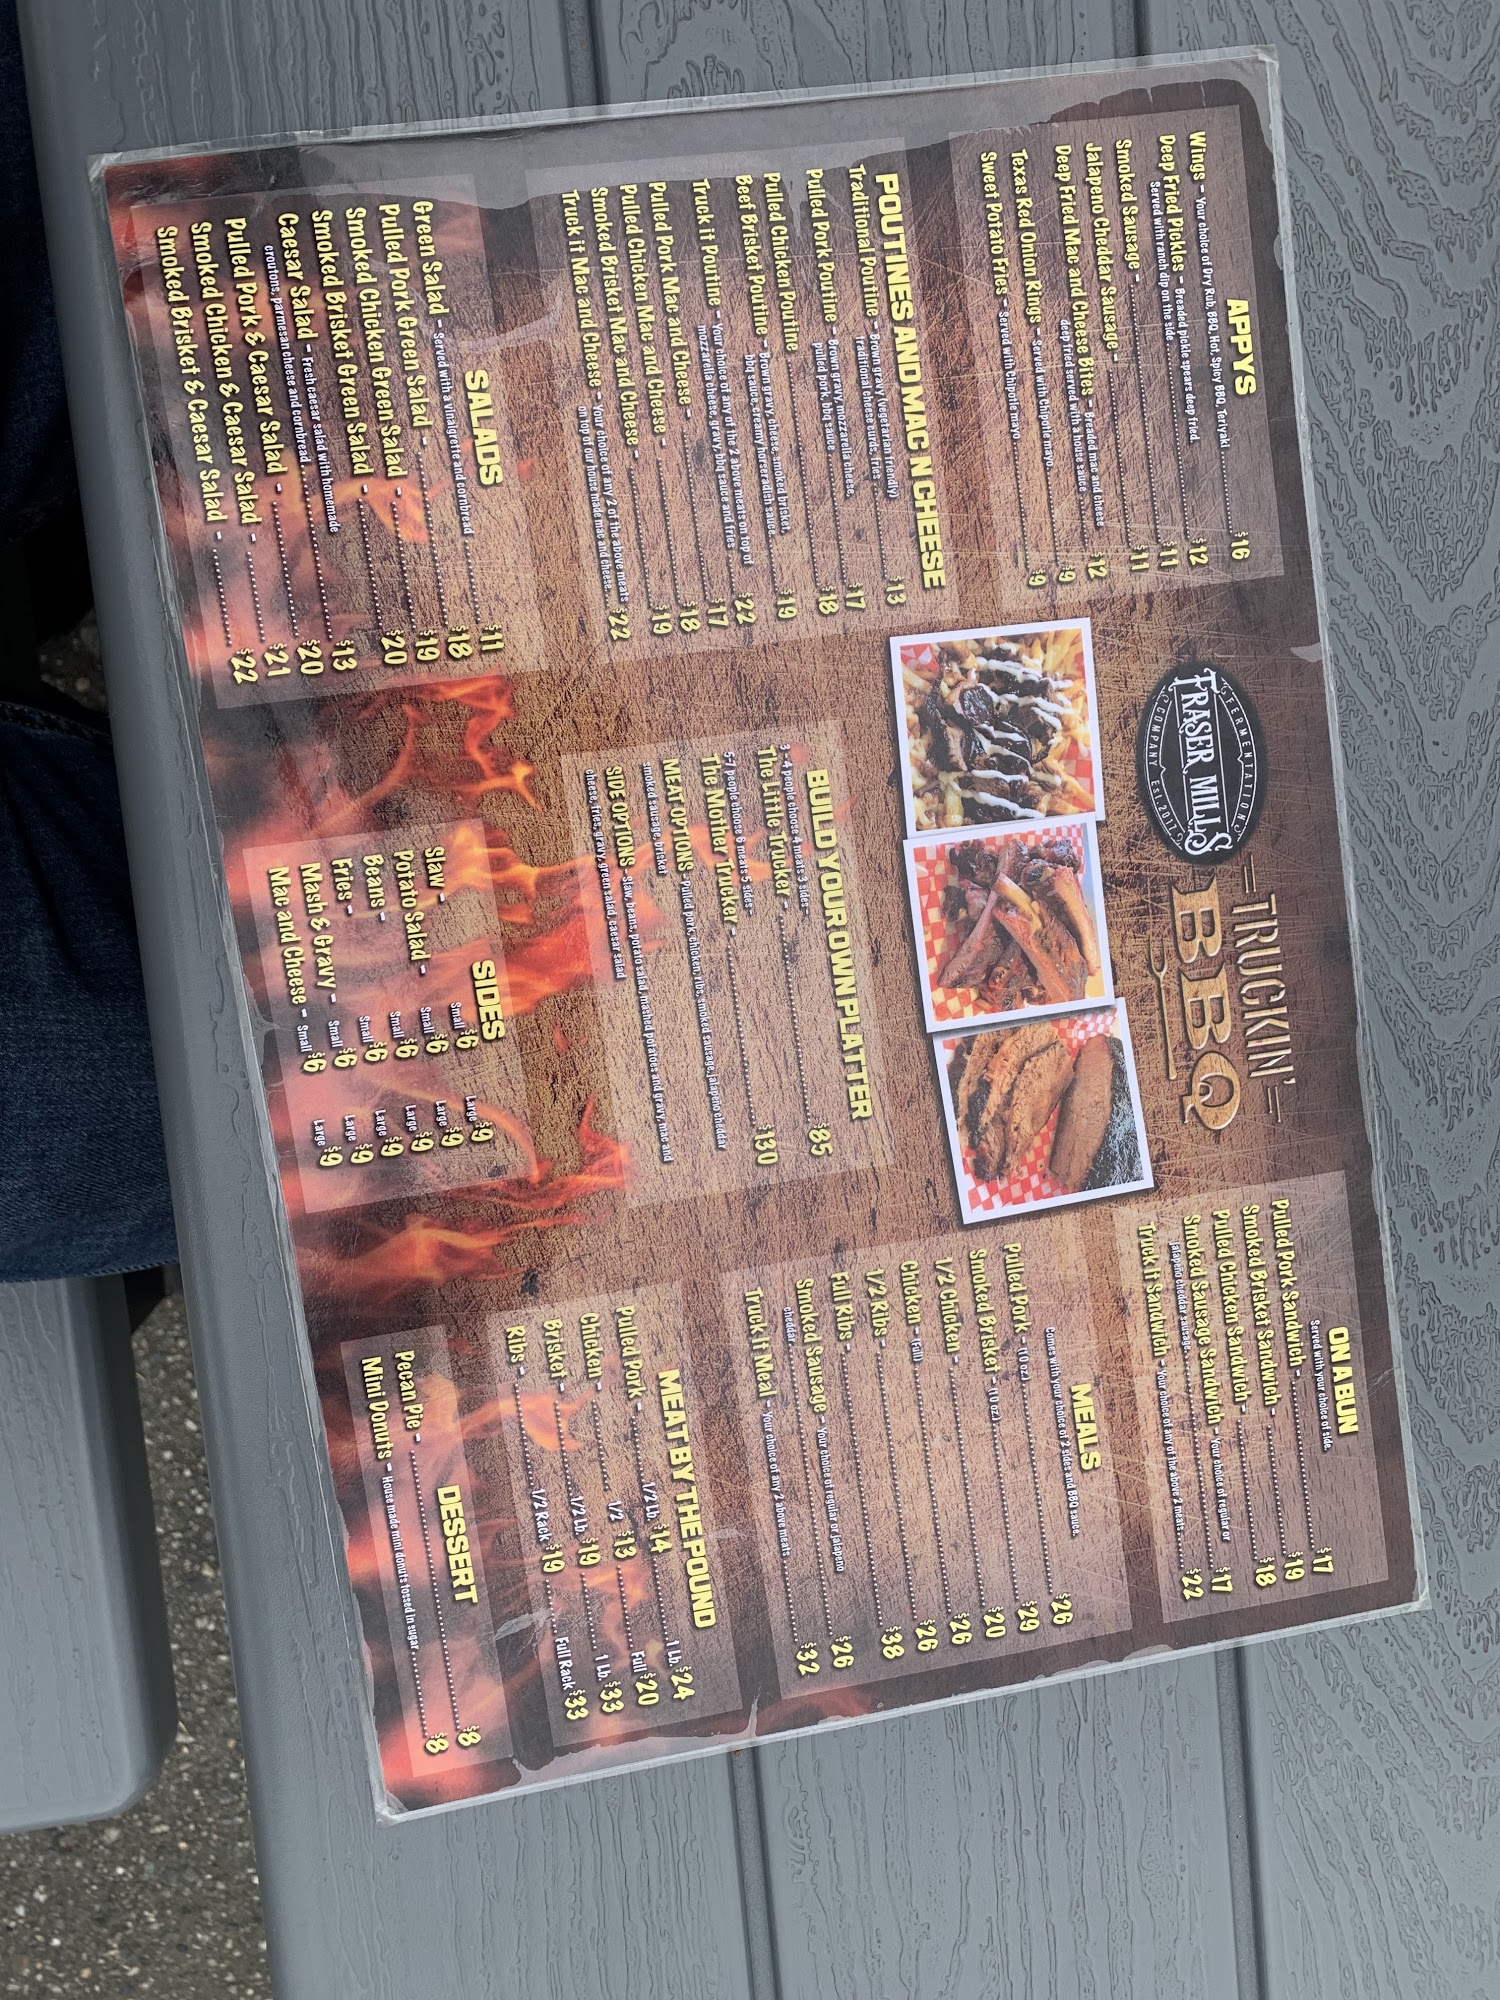 APPYS
Wings - Your choice of Dry Rub, BBQ, Hot, Spicy BBQ, Teriyaki $16
Deep Fried Pickles - Breaded pickle spears deep fried.
Served with ranch dip on the side $12
Smoked Sausage - $11
Jalapeno Cheddar Sausage - $11
Deep Fried Mac and Cheese Bites - Breaded mac and cheese
deep fried served with a house sauce $12
Texas Red Onion Rings - Served with Chipotle mayo. $9
Sweet Potato Fries - Served with Chipotle mayo $9
POUTINES AND MAC N CHEESE
Traditional Poutine - Brown gravy (vegetarian friendly)
traditional cheese curds, fries $13
Pulled Pork Poutine - Brown gravy, mozzarella cheese,
pulled pork, bbq sauce $17
Pulled Chicken Poutine $18
Beef Brisket Poutine - Brown gravy, cheese, smoked brisket,
bbq sauce, creamy horseradish sauce $19
Truck it Poutine - Your choice of any of the 2 above meats on top of
mozzarella cheese, gravy, bbq sauce and fries $22
Pulled Pork Mac and Cheese $17
Pulled Chicken Mac and Cheese - $18
Smoked Brisket Mac and Cheese - $19
Truck it Mac and Cheese - Your choice of any 2 of the above meats
on top of our house made mac and cheese $22
SALADS
Green Salad - Served with a vinaigrette and cornbread $11
Pulled Pork Green Salad - $18
Smoked Chicken Green Salad - $19
Smoked Brisket Green Salad - $20
Caesar Salad - Fresh caesar salad with homemade
croutons, parmesan cheese and cornbread $13
Pulled Pork & Caesar Salad - $20
Smoked Chicken & Caesar Salad - $21
Smoked Brisket & Caesar Salad - $22
FERMENTATION
FRASER MILLS
COMPANY Est. 2017
TRUCKIN'
BBQ
BUILD YOUR OWN PLATTER
3-4 people choose 4 meats 3 sides -
The Little Trucker - $85
5-7 people choose 6 meats 5 sides -
The Mother Trucker - $130
MEAT OPTIONS - Pulled pork, chicken, ribs, smoked sausage, jalapeño cheddar
smoked sausage, brisket
SIDE OPTIONS - Slaw, beans, potato salad, mashed potatoes and gravy, mac and
cheese, fries, gravy, green salad, caesar salad
SIDES
Slaw - Small $6 Large $9
Potato Salad - Small $6 Large $9
Beans - Small $6 Large $9
Fries - Small $6 Large $9
Mash & Gravy - Small $6 Large $9
Mac and Cheese - Small $6 Large $9
ON A BUN
Served with your choice of side.
Pulled Pork Sandwich - $17
Smoked Brisket Sandwich - $19
Pulled Chicken Sandwich - $18
Smoked Sausage Sandwich - Your choice of regular or
jalapeño cheddar sausage $17
Truck It Sandwich - Your choice of any of the above 2 meats $22
MEALS
Comes with your choice of 2 sides and BBQ sauce.
Pulled Pork - (10 oz.) $26
Smoked Brisket - (10 oz.) $29
1/2 Chicken - $20
Chicken - (Full) $26
1/2 Ribs - $26
Full Ribs - $38
Smoked Sausage - Your choice of regular or jalapeño
cheddar $26
Truck It Meal - Your choice of any 2 above meats $32
MEAT BY THE POUND
Pulled Pork - 1/2 Lb. $14 1 Lb. $24
Chicken - 1/2 $13 Full $20
Brisket - 1/2 Lb. $19 1 Lb. $33
Ribs - 1/2 Rack $19 Full Rack $33
DESSERT
Pecan Pie - $8
Mini Donuts - House made mini donuts tossed in sugar $8